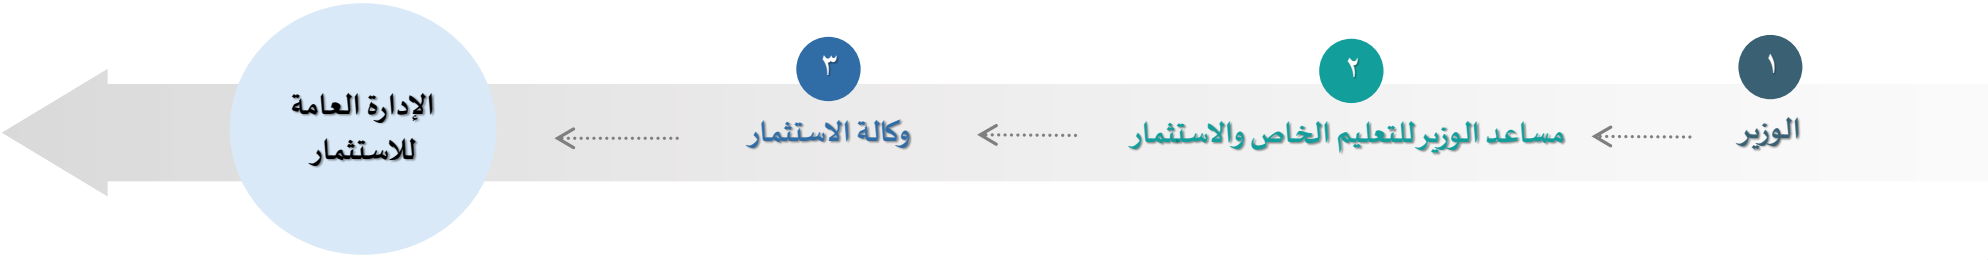 ١
الوزير
٢
مساعد الوزير للتعليم الخاص والاستثمار
٣
وكالة الاستثمار
الإدارة العامة
للاستثمار